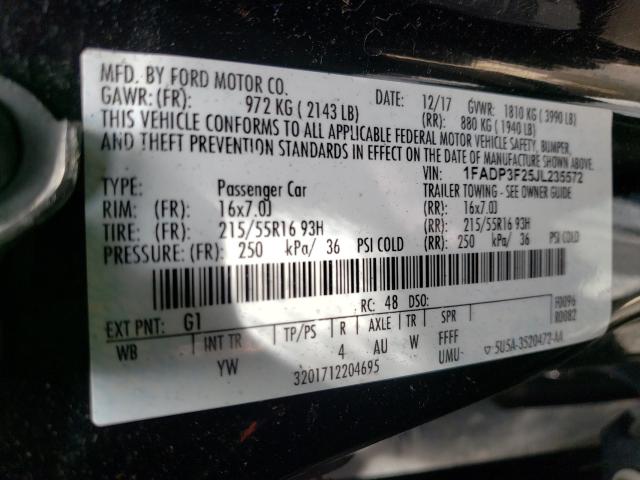 MFD. BY FORD MOTOR CO.
DATE: 12/17 GVWR: 1810 KG ( 3990 LB)
GAWR: (FR): 972 KG ( 2143 LB) (RR): 880 KG ( 1940 LB)
THIS VEHICLE CONFORMS TO ALL APPLICABLE FEDERAL MOTOR VEHICLE SAFETY, BUMPER,
AND THEFT PREVENTION STANDARDS IN EFFECT ON THE DATE OF MANUFACTURE SHOWN ABOVE.
VIN: 1FADP3F25JL235572
TYPE: Passenger Car TRAILER TOWING - SEE OWNER GUIDE
RIM: (FR): 16x7.0J (RR): 16x7.0J
TIRE: (FR): 215/55R16 93H (RR): 215/55R16 93H
PRESSURE: (FR): 250 kPa/ 36 PSI COLD (RR): 250 kPa/ 36 PSI COLD
RC: 48 DSO: F0096
EXT PNT: G1 R0082
WB INT TR TP/PS R AXLE TR SPR
YW 4 AU W FFFF
UMU- 5U5A-3520472-AA
3201712204695